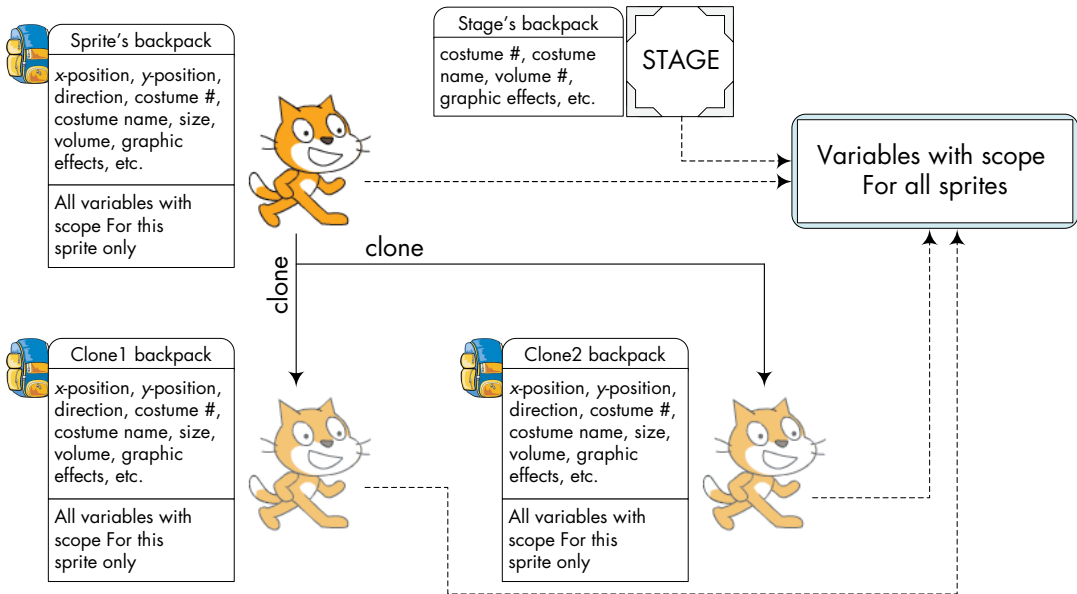 Sprite's backpack
x-position, y-position,
direction, costume #,
costume name, size,
volume, graphic
effects, etc.
All variables with
scope For this
sprite only
Stage's backpack
costume #, costume
name, volume #,
graphic effects, etc.
STAGE
Variables with scope
For all sprites
clone
clone
Clone1 backpack
x-position, y-position,
direction, costume #,
costume name, size,
volume, graphic
effects, etc.
All variables with
scope For this
sprite only
Clone2 backpack
x-position, y-position,
direction, costume #,
costume name, size,
volume, graphic
effects, etc.
All variables with
scope For this
sprite only